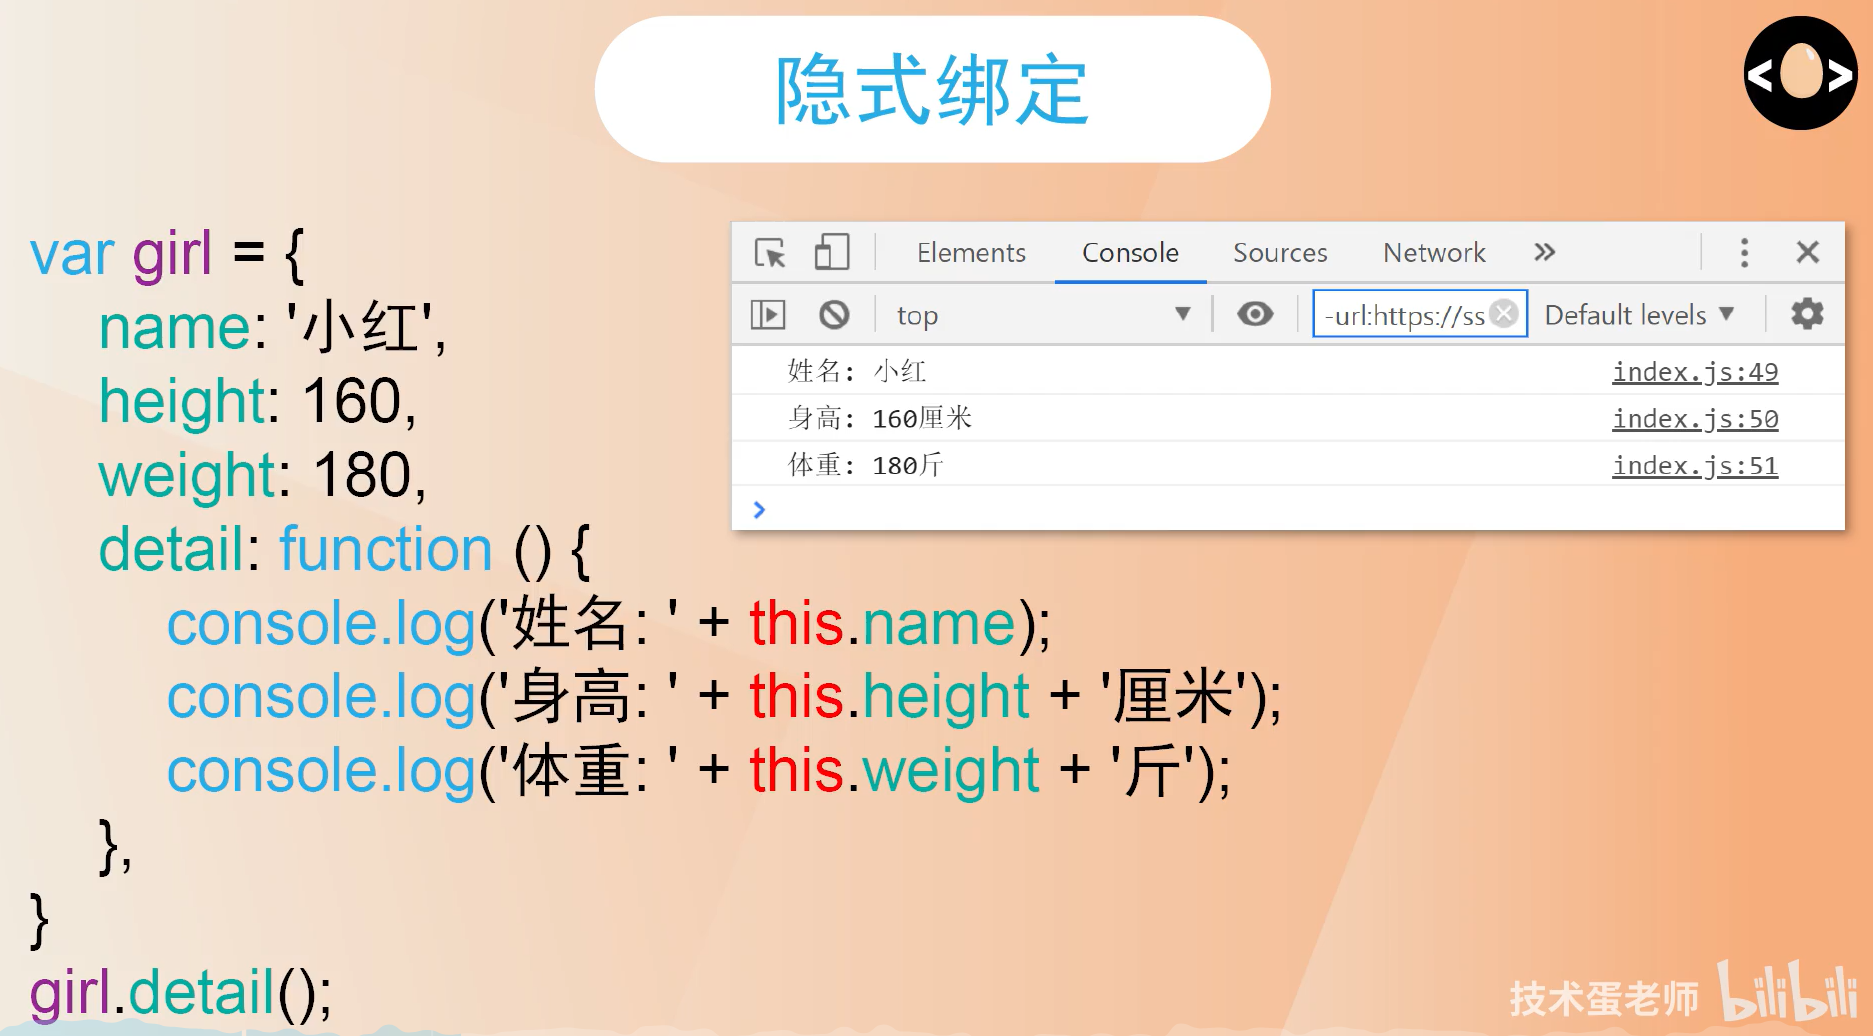 隐式绑定
< >
var girl = {
name: '小红',
height: 160,
weight: 180,
detail: function () {
console.log('姓名: ' + this.name);
console.log('身高: ' + this.height + '厘米');
console.log('体重: ' + this.weight + '斤');
},
}
girl.detail();
Elements Console Sources Network »
top -url:https://ss Default levels
姓名: 小红 index.js:49
身高: 160厘米 index.js:50
体重: 180斤 index.js:51
>
技术蛋老师 bilibili